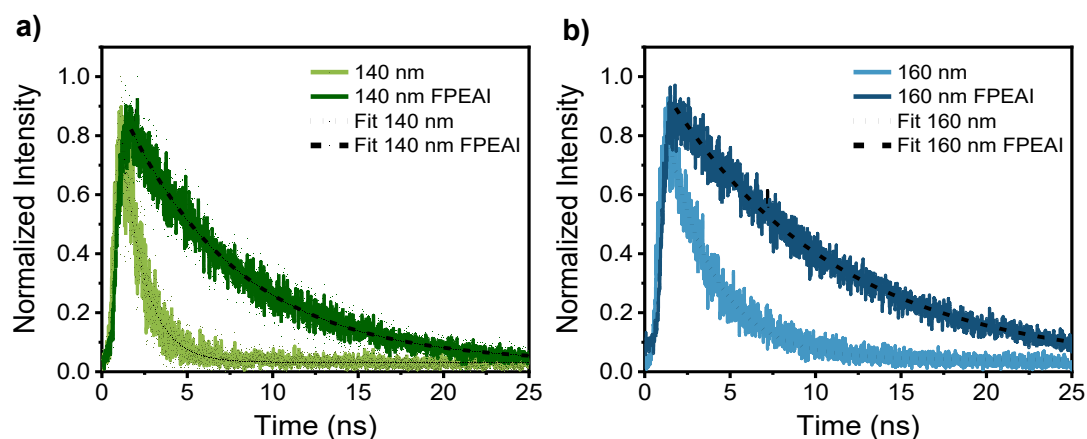 a)
140 nm
140 nm FPEAI
Fit 140 nm
Fit 140 nm FPEAI
Normalized Intensity
1.0
0.8
0.6
0.4
0.2
0.0
0 5 10 15 20 25
Time (ns)
b)
160 nm
160 nm FPEAI
Fit 160 nm
Fit 160 nm FPEAI
Normalized Intensity
1.0
0.8
0.6
0.4
0.2
0.0
0 5 10 15 20 25
Time (ns)